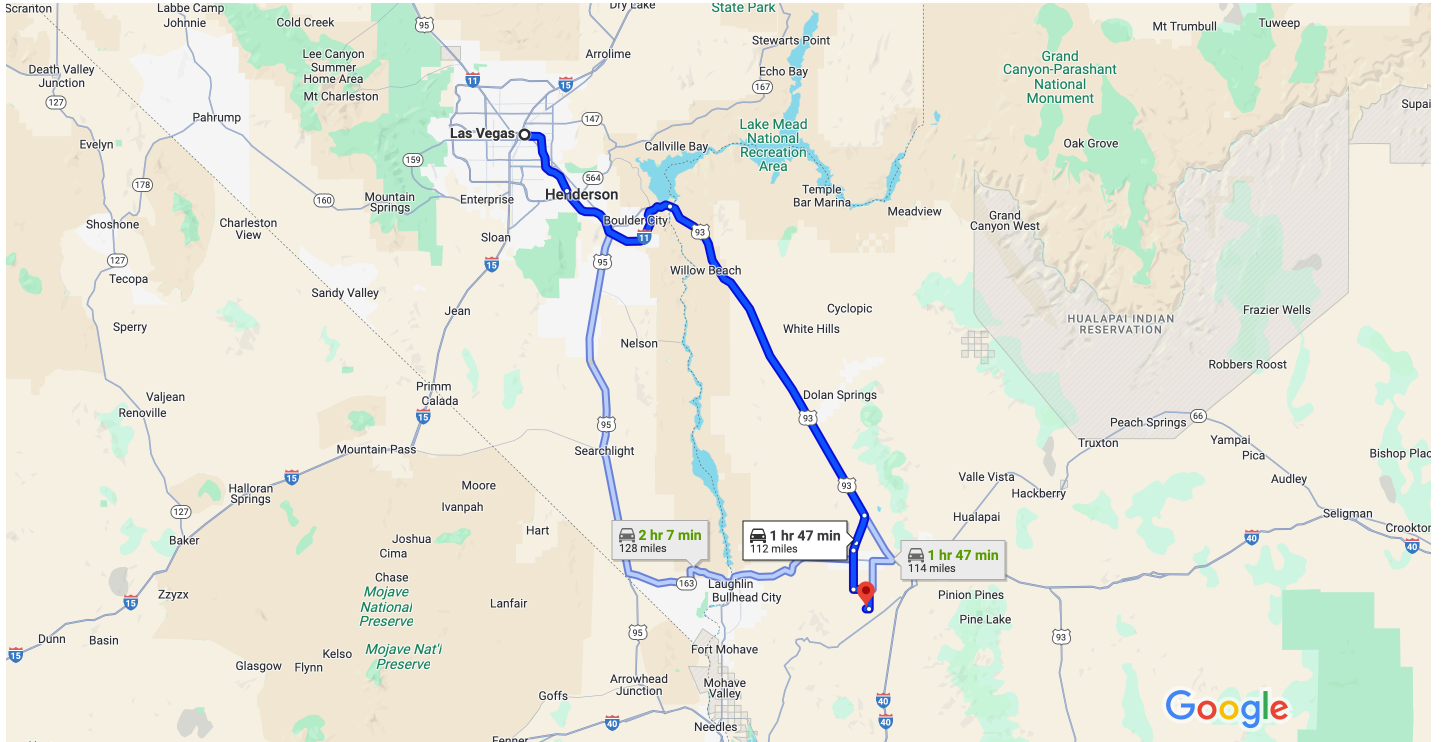 Scranton
Labbe Camp
Johnnie
Cold Creek
95
Dry Lake
State Park
Stewarts Point
Mt Trumbull
Tuweep
Death Valley
Junction
127
Lee Canyon
Summer
Home Area
Mt Charleston
11
15
Arrolime
Echo Bay
167
Grand
Canyon-Parashant
National
Monument
Supai
Pahrump
Evelyn
Las Vegas
147
Callville Bay
Lake Mead
National
Recreation
Area
Oak Grove
159
178
564
160
Mountain
Springs
Enterprise
Henderson
Temple
Bar Marina
Meadview
Shoshone
Charleston
View
Boulder City
11
93
Grand
Canyon West
127
Sloan
15
95
Tecopa
Willow Beach
Sandy Valley
Jean
Cyclopic
White Hills
HUALAPAI INDIAN
RESERVATION
Frazier Wells
Sperry
Nelson
Robbers Roost
Primm
Calada
15
Valjean
Renoville
Dolan Springs
93
Peach Springs
66
95
Searchlight
Mountain Pass
Truxton
Yampai
Pica
Bishop Plac
15
Halloran
Springs
Moore
93
Valle Vista
Hackberry
Audley
127
Ivanpah
Hualapai
Seligman
Crookton
Baker
Hart
2 hr 7 min
128 miles
1 hr 47 min
112 miles
1 hr 47 min
114 miles
40
40
Joshua
Cima
Chase
163
Laughlin
Bullhead City
Zzyzx
15
Mojave
National
Preserve
Lanfair
Pinion Pines
Pine Lake
Dunn
Basin
15
95
93
Kelso
Glasgow
Flynn
Mojave Nat'l
Preserve
Fort Mohave
Arrowhead
Junction
Mohave
Valley
Goffs
40
40
40
Needles
Fenner
Google